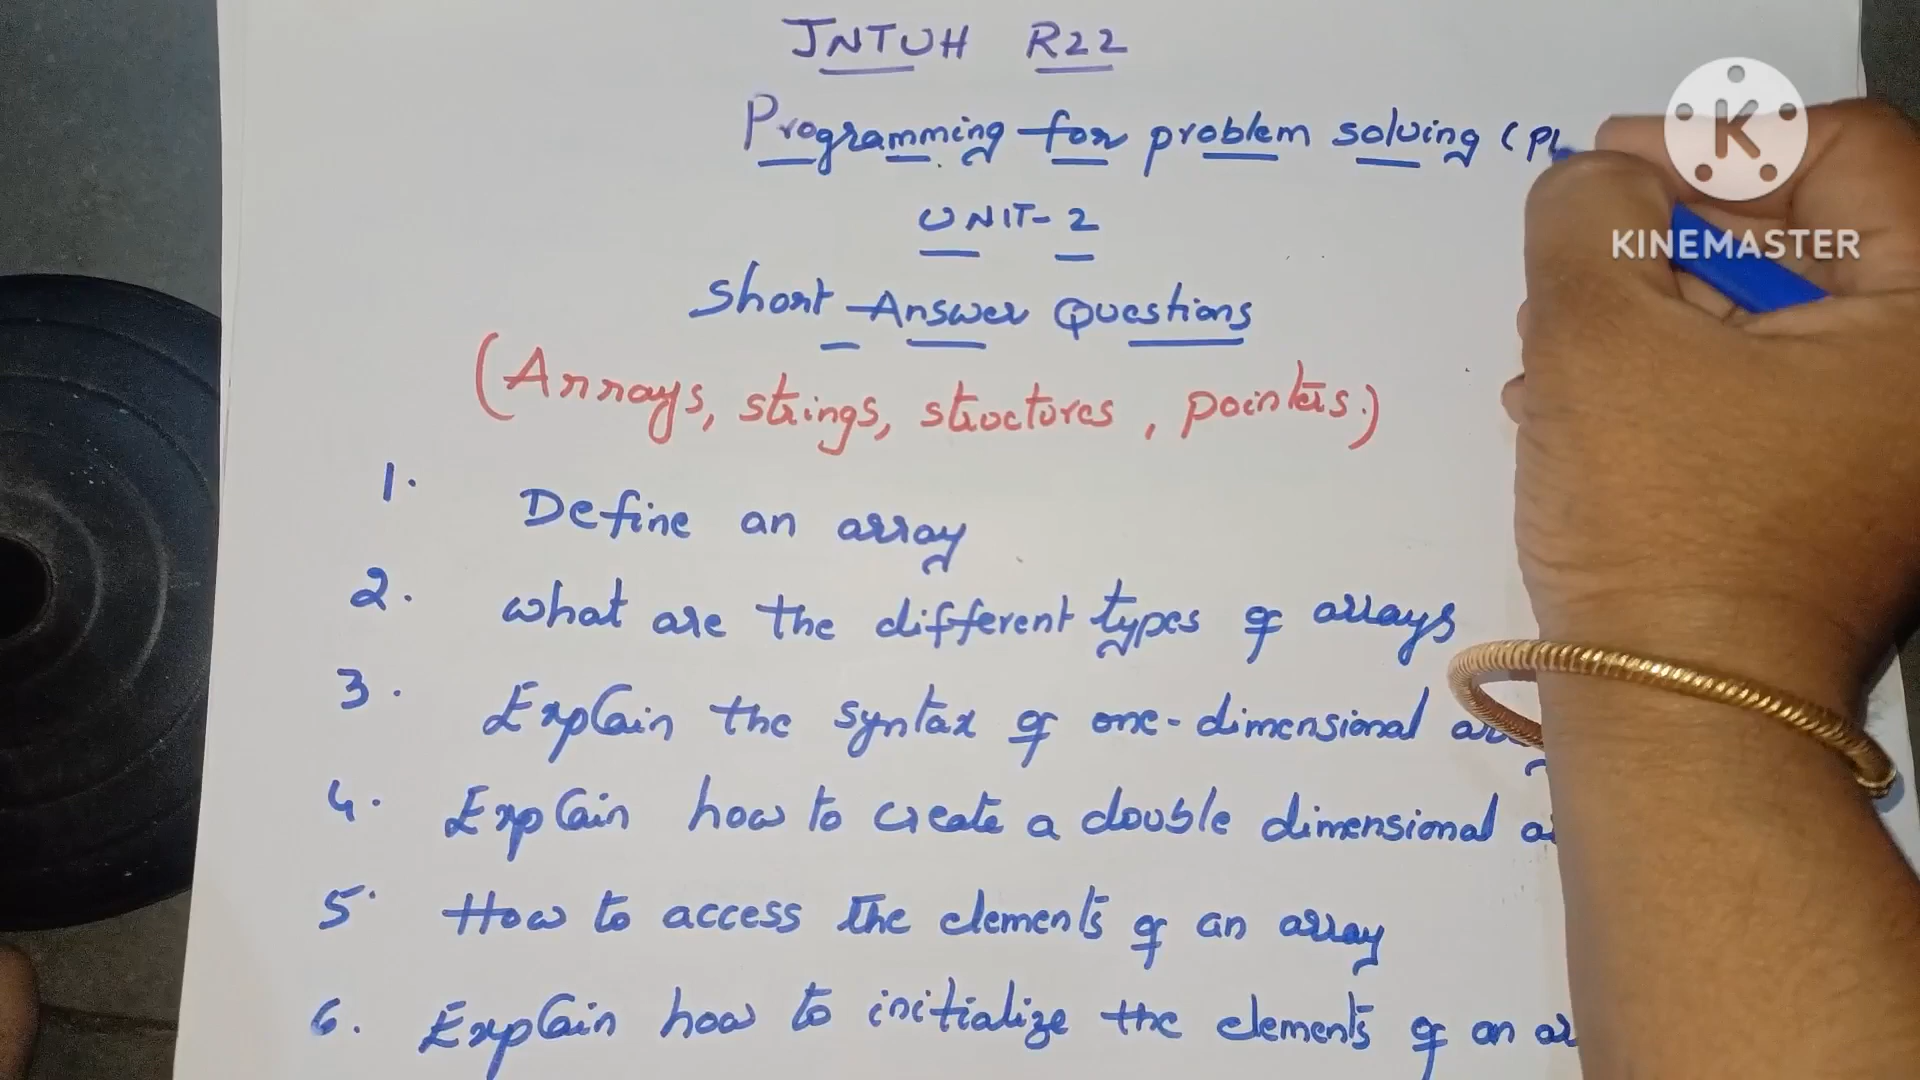 JNTUH R22
Programming for problem solving (P
UNIT-2
Short Answer Questions
(Arrays, strings, structures, pointers.)
1. Define an array
2. what are the different types of arrays
3. Explain the syntax of one-dimensional
4. Explain how to create a double dimensional
5. How to access the elements of an array
6. Explain how to initialize the elements of an
K
KINEMASTER